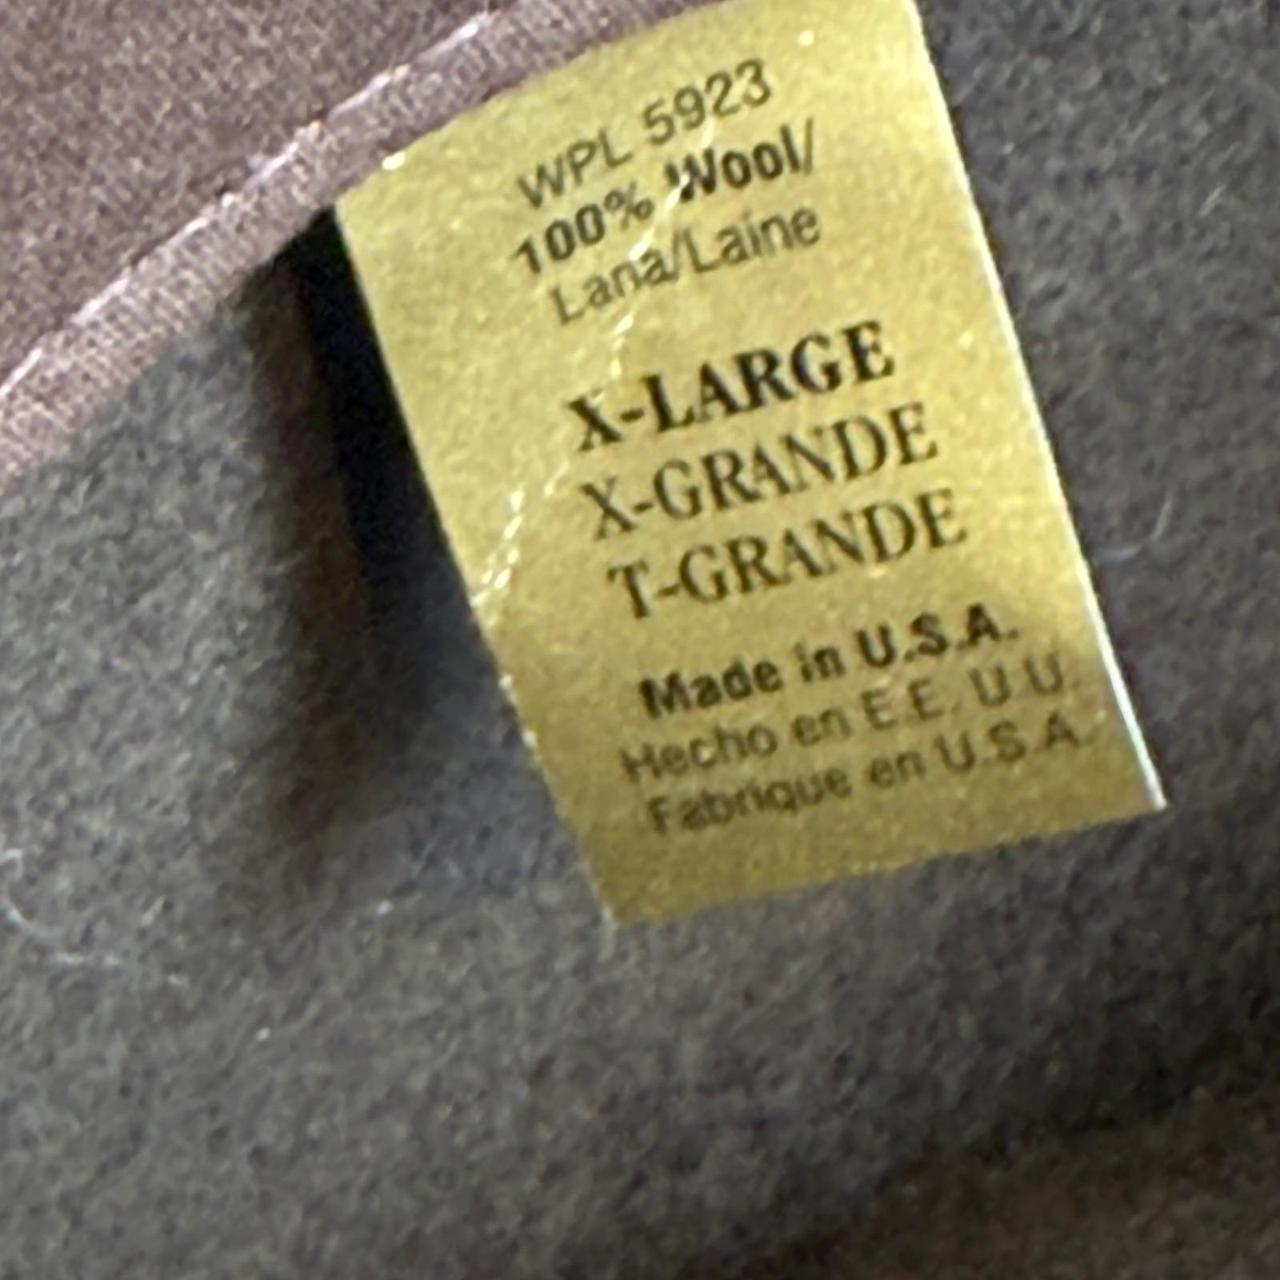 WPL 5923
100% Wool/
Lana/Laine
X-LARGE
X-GRANDE
T-GRANDE
Made in U.S.A.
Hecho en E.E. U.U.
Fabrique en U.S.A.